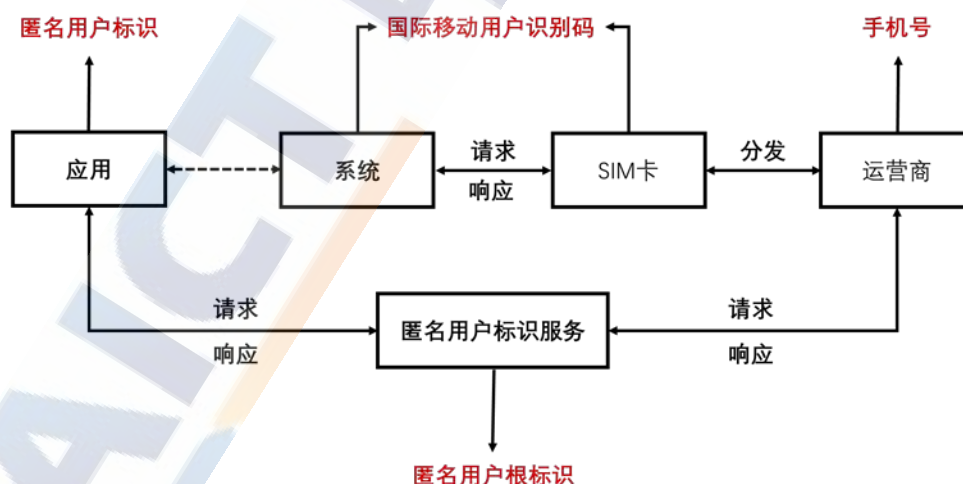 匿名用户标识
国际移动用户识别码
手机号
应用
系统
请求
响应
SIM卡
分发
运营商
请求
响应
匿名用户标识服务
请求
响应
匿名用户根标识